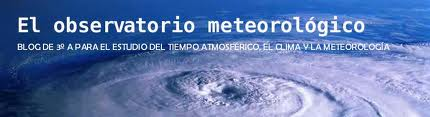 El observatorio meteorológico
BLOG DE 3º A PARA EL ESTUDIO DEL TIEMPO ATMOSFÉRICO, EL CLIMA Y LA METEOROLOGÍA